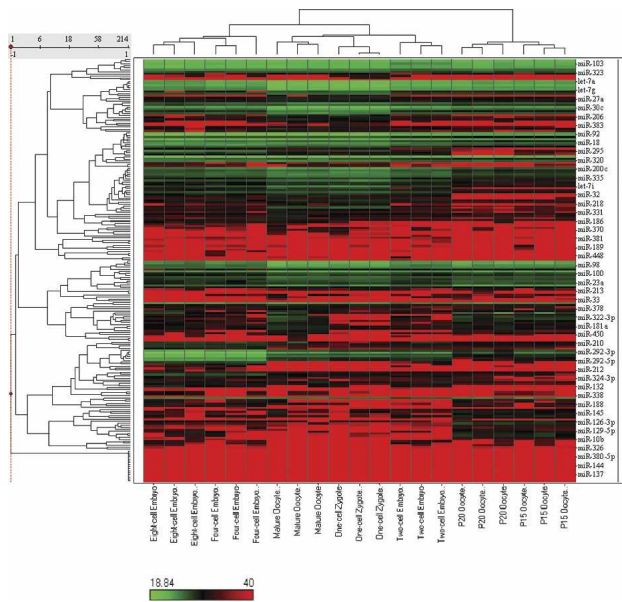 1 6 18 58 214
-1 1
miR-103
miR-323
let-7a
let-7g
miR-27a
miR-30c
miR-206
miR-383
miR-92
miR-18
miR-295
miR-320
miR-200c
miR-335
let-7i
miR-32
miR-218
miR-331
miR-186
miR-370
miR-381
miR-189
miR-448
miR-98
miR-100
miR-23a
miR-213
miR-33
miR-378
miR-322-3p
miR-181a
miR-450
miR-210
miR-292-3p
miR-292-5p
miR-212
miR-324-3p
miR-132
miR-338
miR-188
miR-145
miR-126-3p
miR-129-5p
miR-10b
miR-326
miR-380-5p
miR-144
miR-137
Eight-cell Embryo
Eight-cell Embryo..
Eight-cell Embryo..
Four-cell Embryo..
Four-cell Embryo
Four-cell Embryo..
Mature Oocyte..
Mature Oocyte..
Mature Oocyte
One-cell Zygote..
One-cell Zygote..
One-cell Zygote
Two-cell Embryo
Two-cell Embryo..
Two-cell Embryo..
P20 Oocyte..
P20 Oocyte..
P20 Oocyte
P15 Oocyte..
P15 Oocyte
P15 Oocyte..
18.84 40